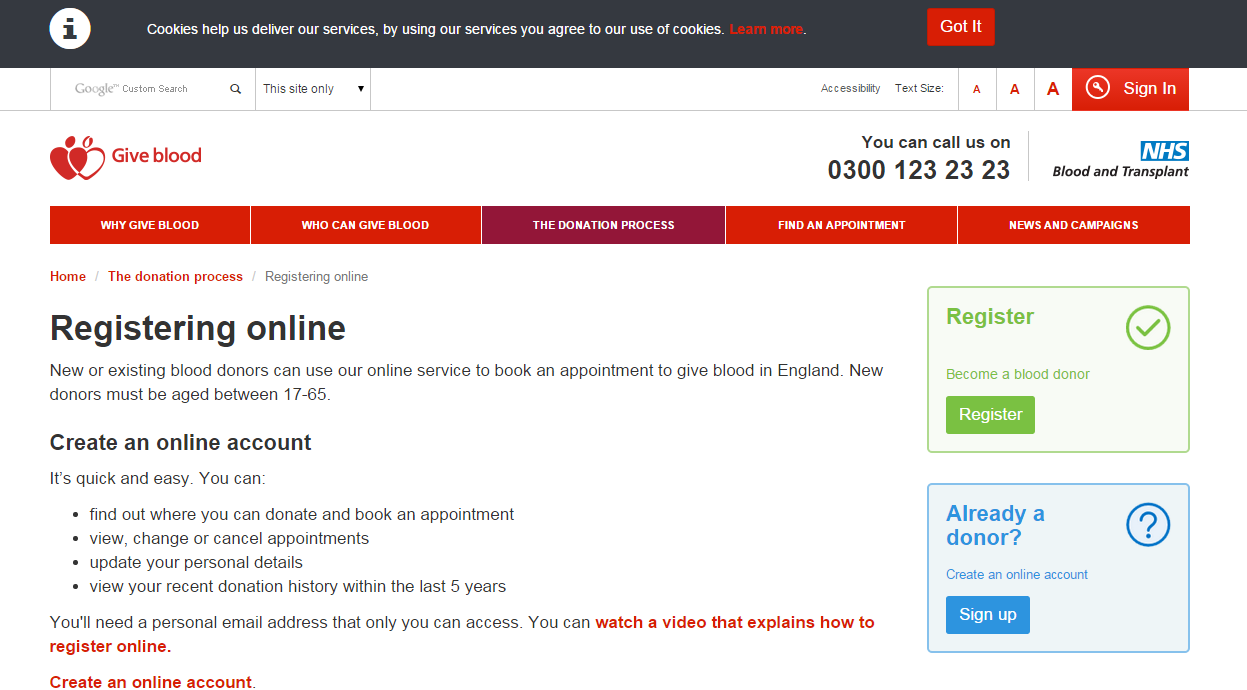 Cookies help us deliver our services, by using our services you agree to our use of cookies. Learn more.
Got It
Google™ Custom Search
This site only
Accessibility
Text Size:
A
A
A
Sign In
Give blood
You can call us on
0300 123 23 23
NHS
Blood and Transplant
WHY GIVE BLOOD
WHO CAN GIVE BLOOD
THE DONATION PROCESS
FIND AN APPOINTMENT
NEWS AND CAMPAIGNS
Home / The donation process / Registering online
Registering online
New or existing blood donors can use our online service to book an appointment to give blood in England. New
donors must be aged between 17-65.
Create an online account
It’s quick and easy. You can:
• find out where you can donate and book an appointment
• view, change or cancel appointments
• update your personal details
• view your recent donation history within the last 5 years
You'll need a personal email address that only you can access. You can watch a video that explains how to
register online.
Create an online account.
Register
Become a blood donor
Register
Already a
donor?
Create an online account
Sign up